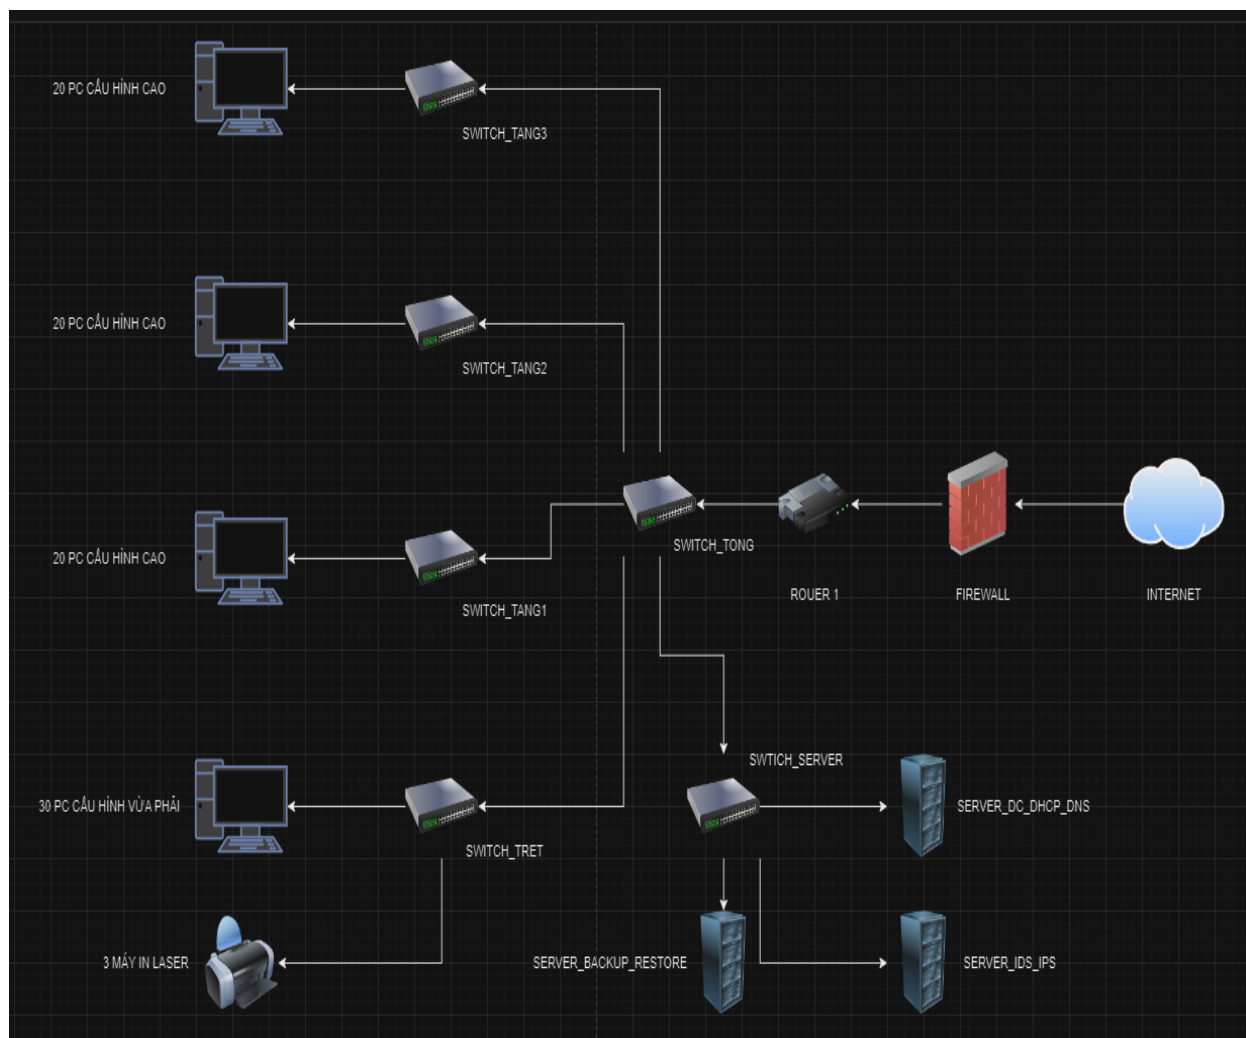 20 PC CẤU HÌNH CAO
SWITCH_TANG3
20 PC CẤU HÌNH CAO
SWITCH_TANG2
20 PC CẤU HÌNH CAO
SWITCH_TANG1
SWITCH_TONG
ROUER 1
FIREWALL
INTERNET
SWTICH_SERVER
30 PC CẤU HÌNH VỪA PHẢI
SERVER_DC_DHCP_DNS
SWITCH_TRET
3 MÁY IN LASER
SERVER_BACKUP_RESTORE
SERVER_IDS_IPS